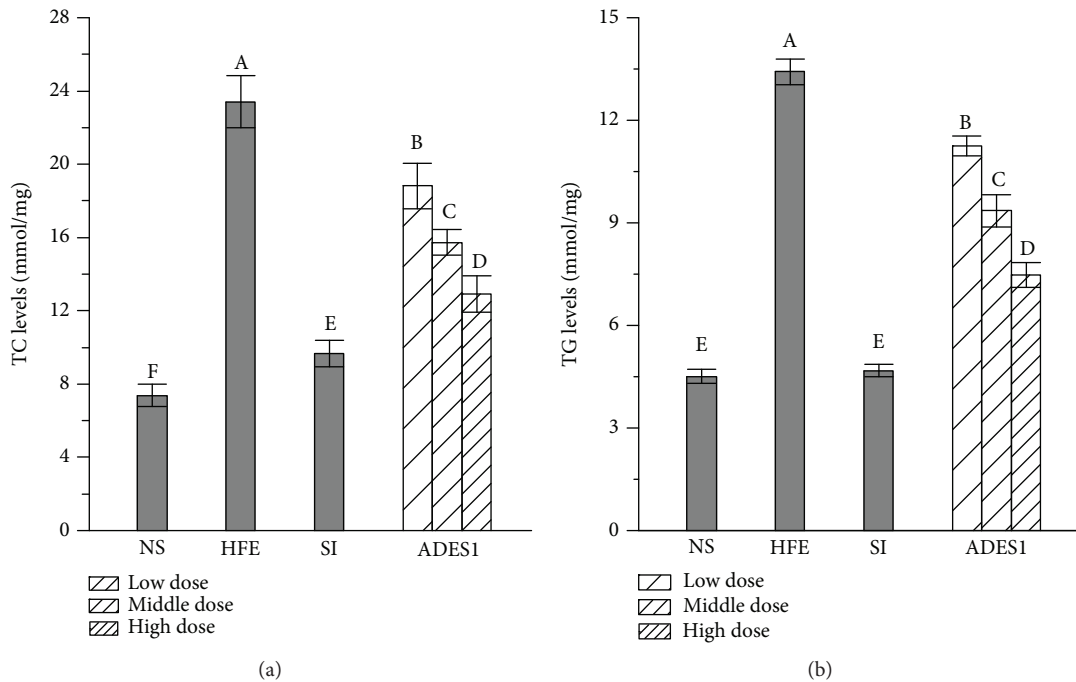 28
24
20
16
12
8
4
0
TC levels (mmol/mg)
F
A
E
B
C
D
NS HFE SI ADES1
Low dose
Middle dose
High dose
(a)
15
12
9
6
3
0
TG levels (mmol/mg)
E
A
E
B
C
D
NS HFE SI ADES1
Low dose
Middle dose
High dose
(b)